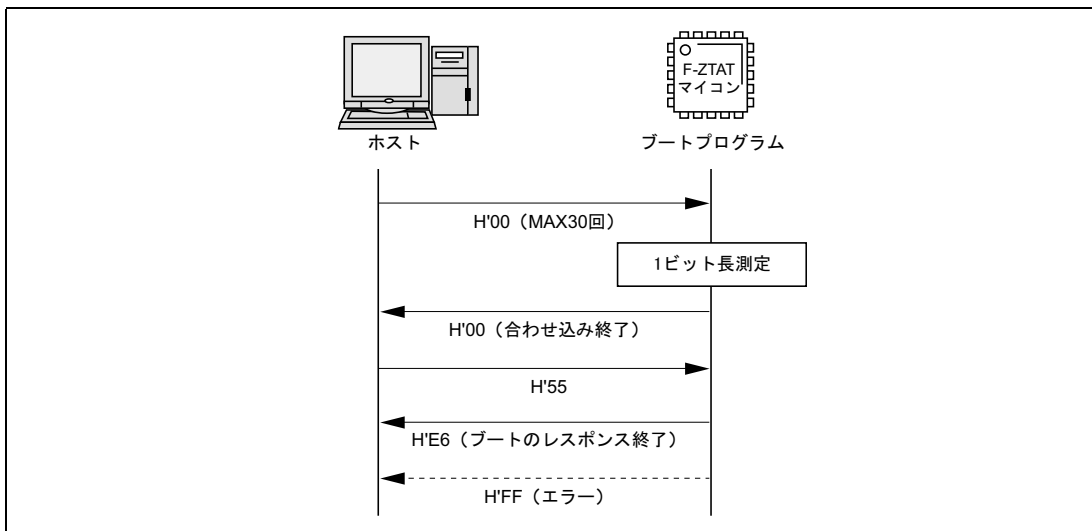 F-ZTAT
マイコン
ホスト
ブートプログラム
H'00（MAX30回）
1ビット長測定
H'00（合わせ込み終了）
H'55
H'E6（ブートのレスポンス終了）
H'FF（エラー）